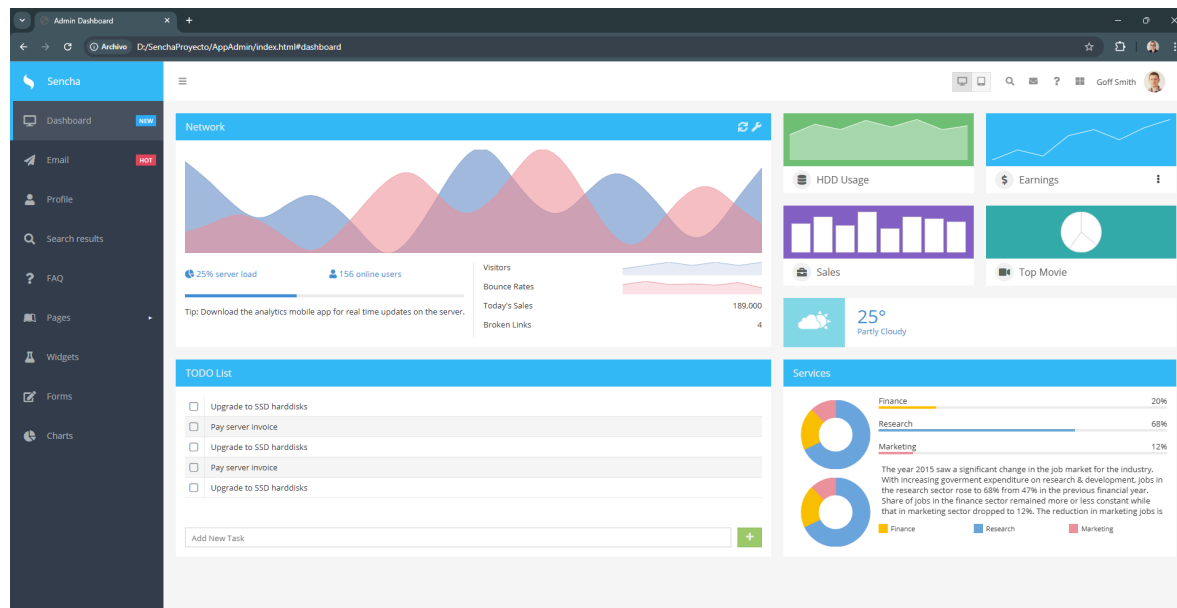 Admin Dashboard
Archivo D:/SenchaProyecto/AppAdmin/index.html#dashboard
Sencha
Goff Smith
Dashboard NEW
Email HOT
Profile
Search results
FAQ
Pages
Widgets
Forms
Charts
Network
25% server load
156 online users
Tip: Download the analytics mobile app for real time updates on the server.
Visitors
Bounce Rates
Today's Sales 189,000
Broken Links 4
HDD Usage
Earnings
Sales
Top Movie
25°
Partly Cloudy
TODO List
Upgrade to SSD harddisks
Pay server invoice
Upgrade to SSD harddisks
Pay server invoice
Upgrade to SSD harddisks
Add New Task
Services
Finance 20%
Research 68%
Marketing 12%
The year 2015 saw a significant change in the job market for the industry.
With increasing goverment expenditure on research & development, jobs in
the research sector rose to 68% from 47% in the previous financial year.
Share of jobs in the finance sector remained more or less constant while
that in marketing sector dropped to 12%. The reduction in marketing jobs is
Finance
Research
Marketing